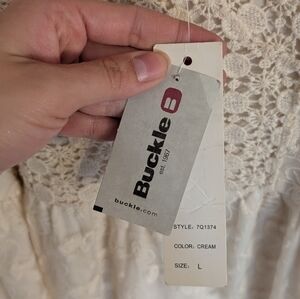 Buckle
est. 1967
buckle.com
STYLE: 7Q1374
COLOR: CREAM
SIZE: L